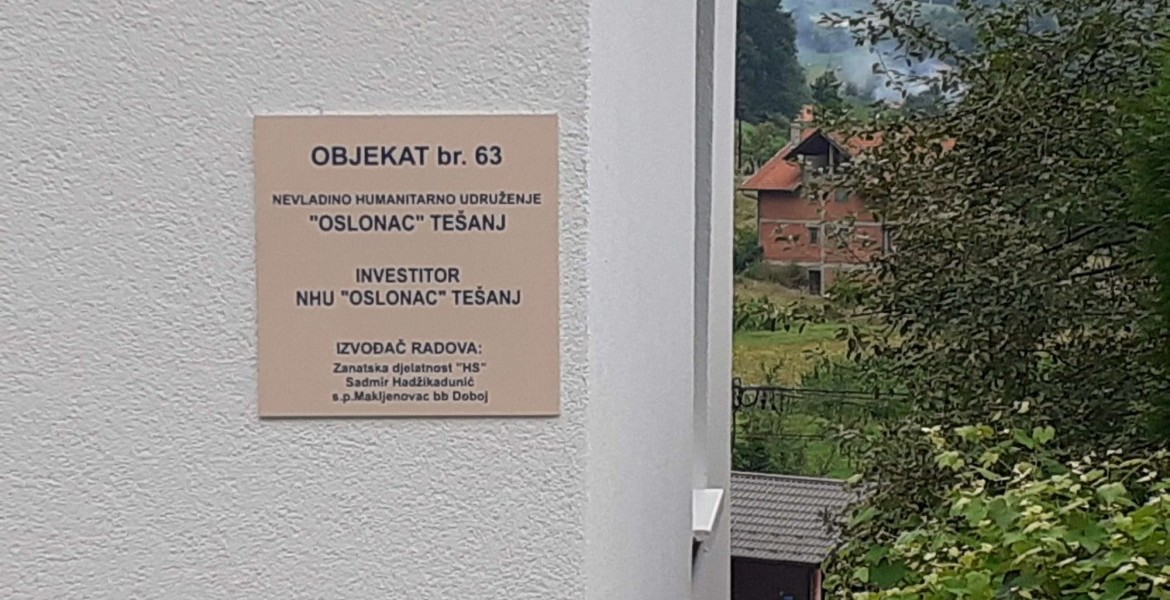 OBJEKAT br. 63
NEVLADINO HUMANITARNO UDRUŽENJE
"OSLONAC" TEŠANJ
INVESTITOR
NHU "OSLONAC" TEŠANJ
IZVOĐAČ RADOVA:
Zanatska djelatnost "HS"
Sadmir Hadžikadunić
s.p.Makljenovac bb Doboj